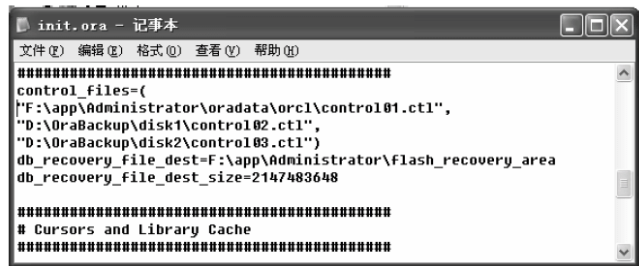 init.ora - 记事本
文件(F) 编辑(E) 格式(O) 查看(V) 帮助(H)
###########################################
control_files=(
"F:\app\Administrator\oradata\orcl\control01.ctl",
"D:\OraBackup\disk1\control02.ctl",
"D:\OraBackup\disk2\control03.ctl")
db_recovery_file_dest=F:\app\Administrator\flash_recovery_area
db_recovery_file_dest_size=2147483648
###########################################
# Cursors and Library Cache
###########################################